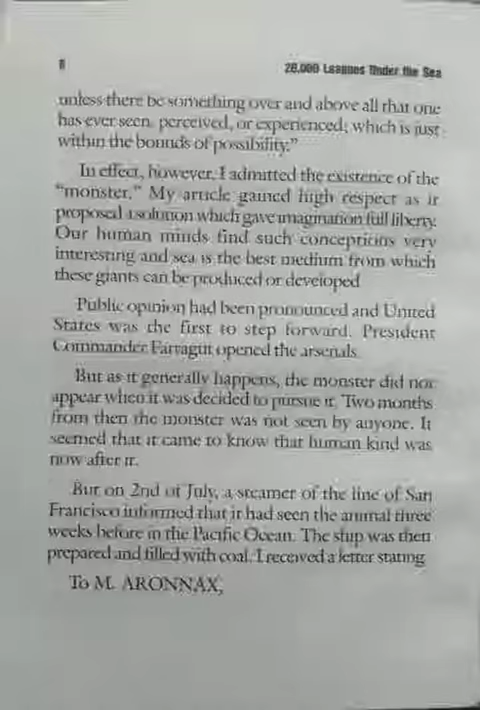 8
20,000 Leagues Under the Sea
unless there be something over and above all that one
has ever seen, perceived, or experienced; which is just
within the bounds of possibility."
In effect, however, I admitted the existence of the
"monster." My article gained high respect as it
proposed a solution which gave imagination full liberty.
Our human minds find such conceptions very
interesting and sea is the best medium from which
these giants can be produced or developed.
Public opinion had been pronounced and United
States was the first to step forward. President
Commander Farragut opened the arsenals.
But as it generally happens, the monster did not
appear when it was decided to pursue it. Two months
from then the monster was not seen by anyone. It
seemed that it came to know that human kind was
now after it.
But on 2nd of July, a steamer of the line of San
Francisco informed that it had seen the animal three
weeks before in the Pacific Ocean. The ship was then
prepared and filled with coal. I received a letter stating
To M. ARONNAX,